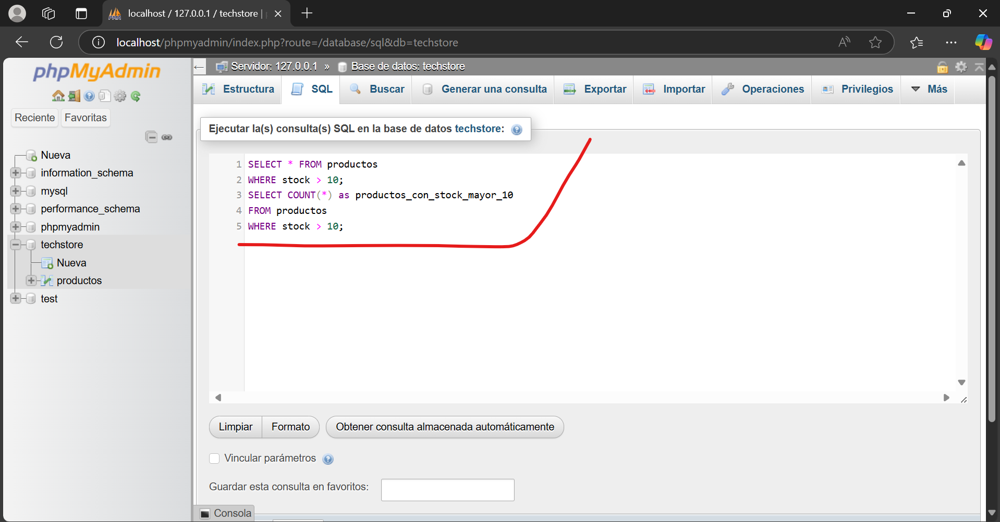 localhost / 127.0.0.1 / techstore |
localhost/phpmyadmin/index.php?route=/database/sql&db=techstore
phpMyAdmin
Reciente Favoritas
Nueva
information_schema
mysql
performance_schema
phpmyadmin
techstore
Nueva
productos
test
Servidor: 127.0.0.1 » Base de datos: techstore
Estructura SQL Buscar Generar una consulta Exportar Importar Operaciones Privilegios Más
Ejecutar la(s) consulta(s) SQL en la base de datos techstore:
1 SELECT * FROM productos
2 WHERE stock > 10;
3 SELECT COUNT(*) as productos_con_stock_mayor_10
4 FROM productos
5 WHERE stock > 10;
Limpiar Formato Obtener consulta almacenada automáticamente
Vincular parámetros
Guardar esta consulta en favoritos:
Consola